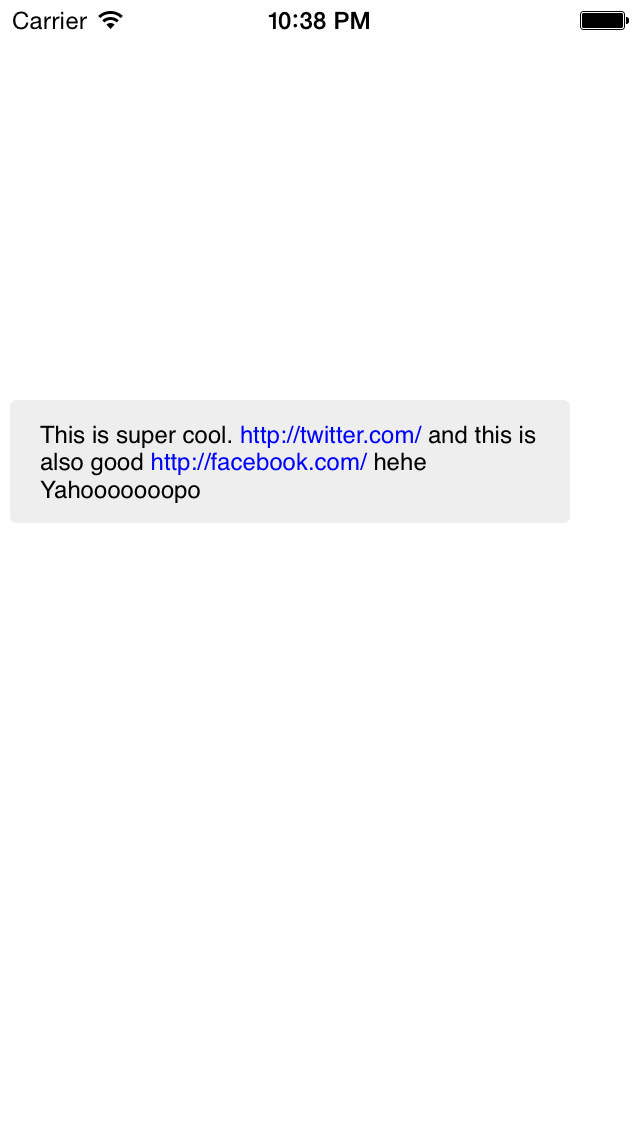 Carrier 10:38 PM
This is super cool. http://twitter.com/ and this is
also good http://facebook.com/ hehe
Yahooooooopo